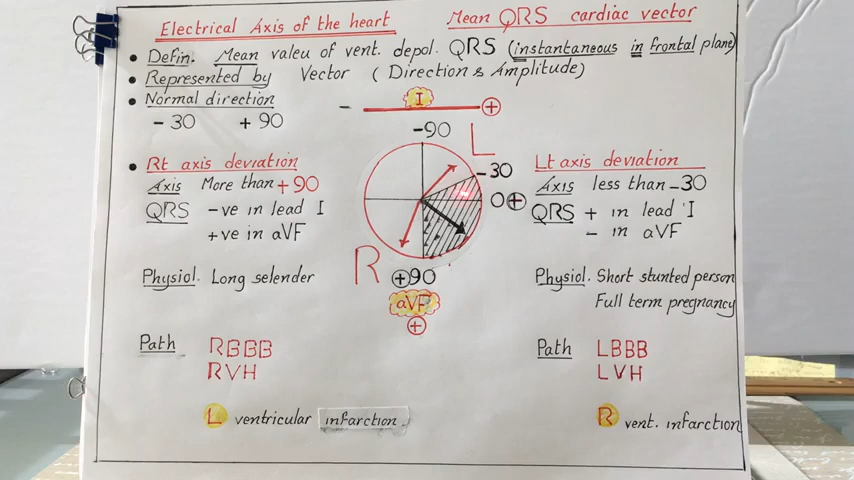 Electrical Axis of the heart Mean QRS cardiac vector
• Defin. Mean valeu of vent. depol. QRS (instantaneous in frontal plane)
• Represented by Vector (Direction & Amplitude)
• Normal direction
- 30 + 90
- I +
-90
L
-30
0 +
R
+90
aVF
+
• Rt axis deviation
Axis More than +90
QRS -ve in lead I
+ve in aVF
Physiol. Long selender
Path RBBB
RVH
L ventricular infarction
Lt axis deviation
Axis less than -30
QRS + in lead I
- in aVF
Physiol. Short stunted person
Full term pregnancy
Path LBBB
LVH
R vent. infarction